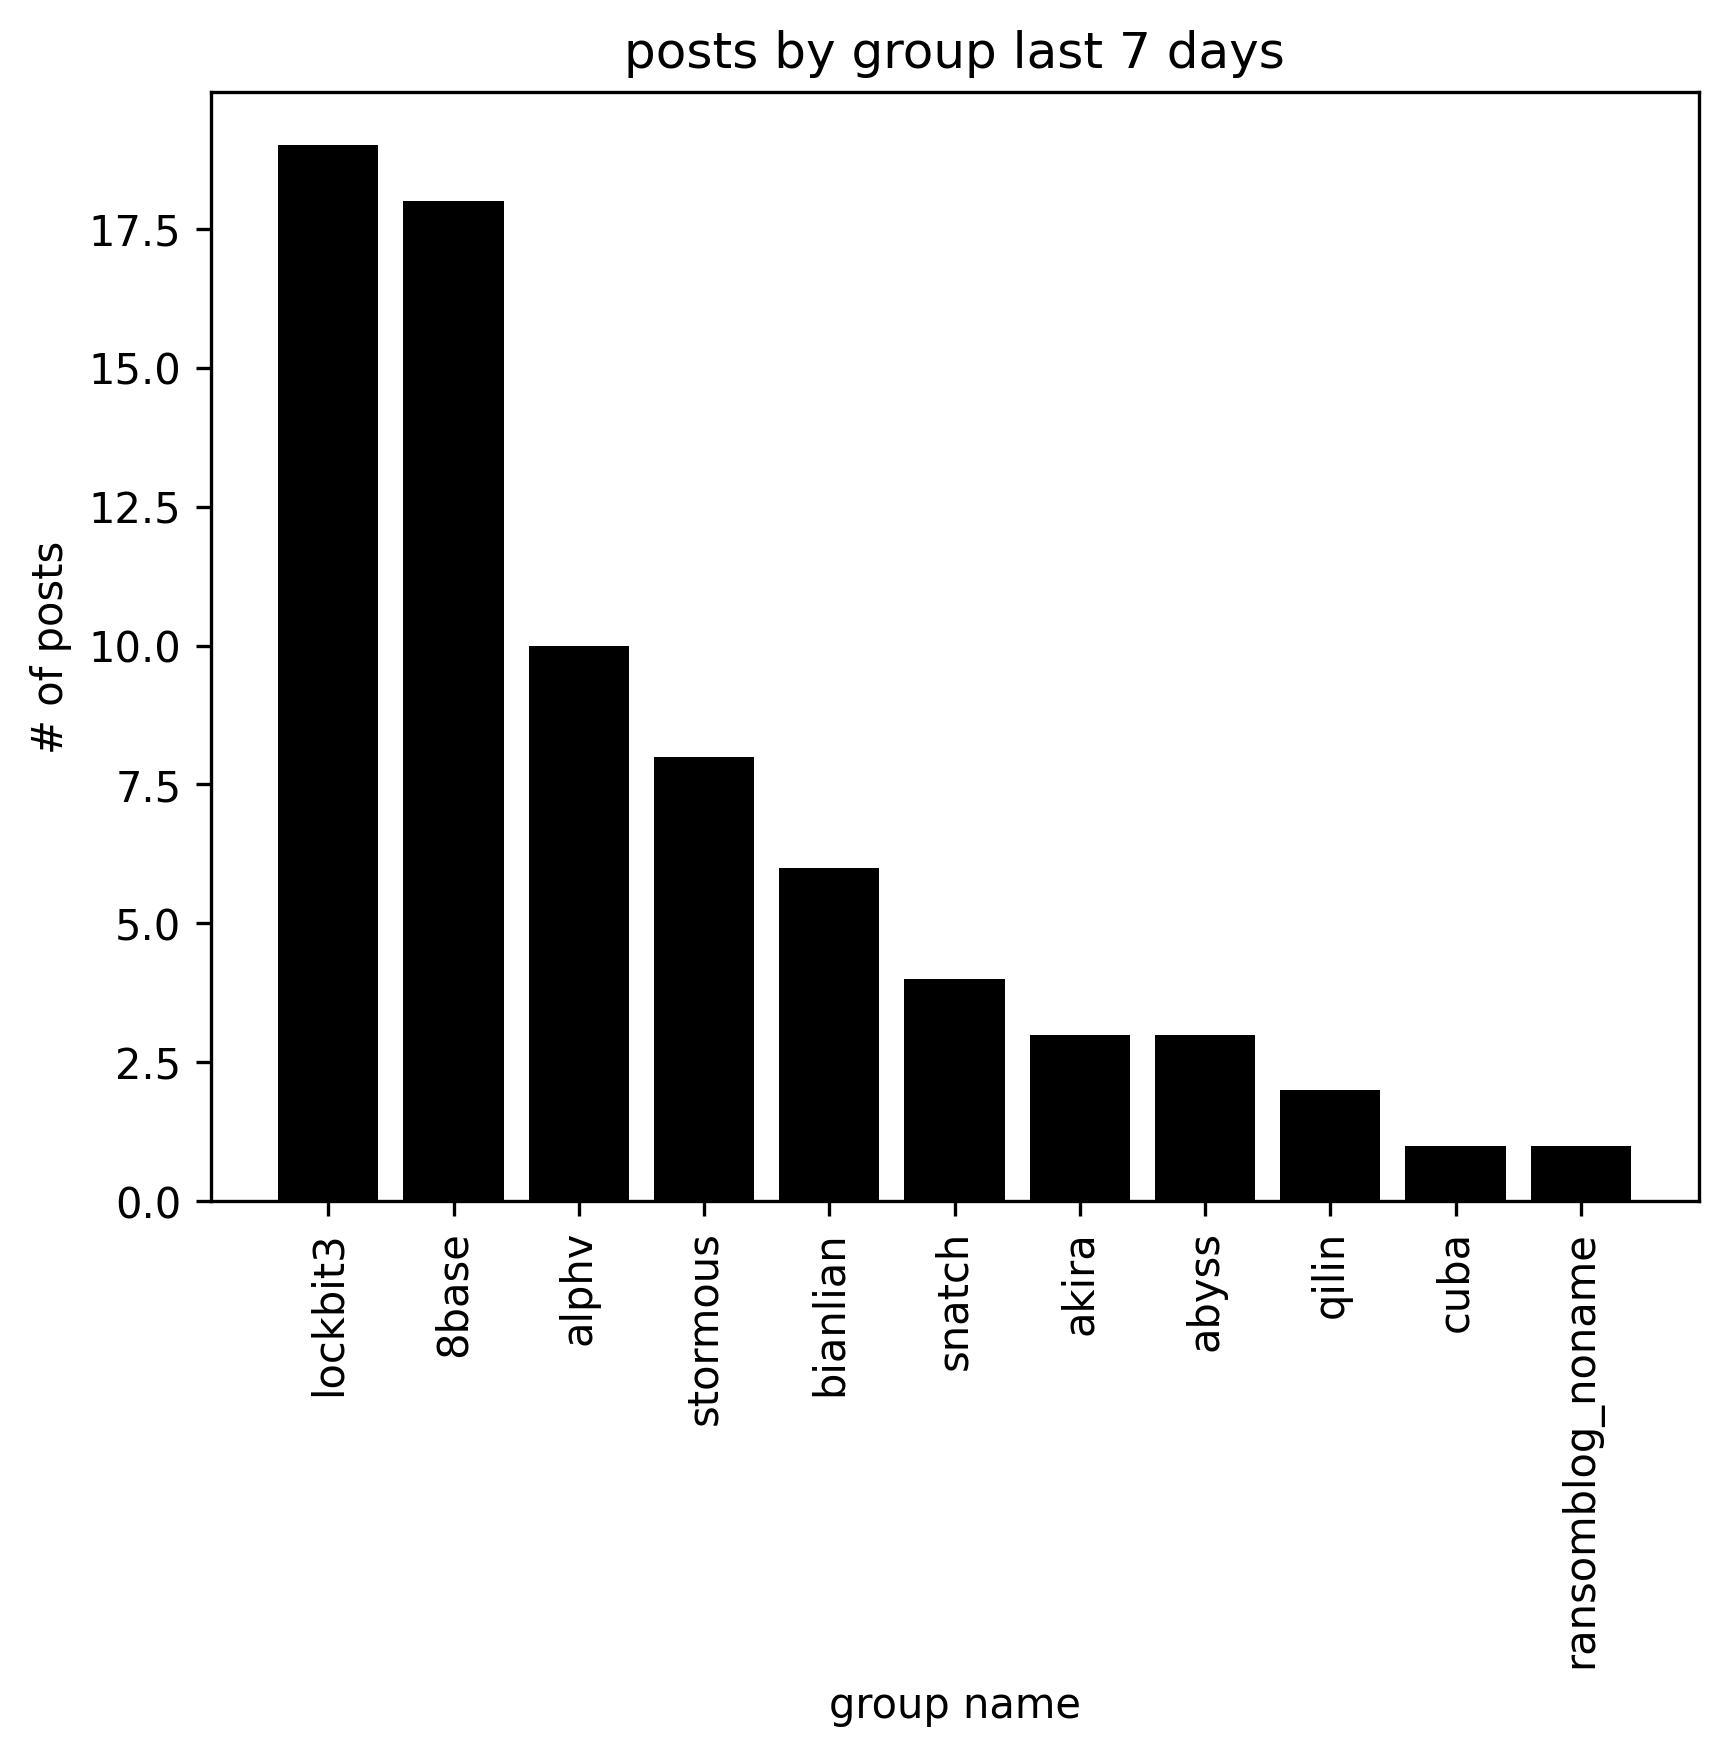 posts by group last 7 days
# of posts
17.5
15.0
12.5
10.0
7.5
5.0
2.5
0.0
lockbit3
8base
alphv
stormous
bianlian
snatch
akira
abyss
qilin
cuba
ransomblog_noname
group name